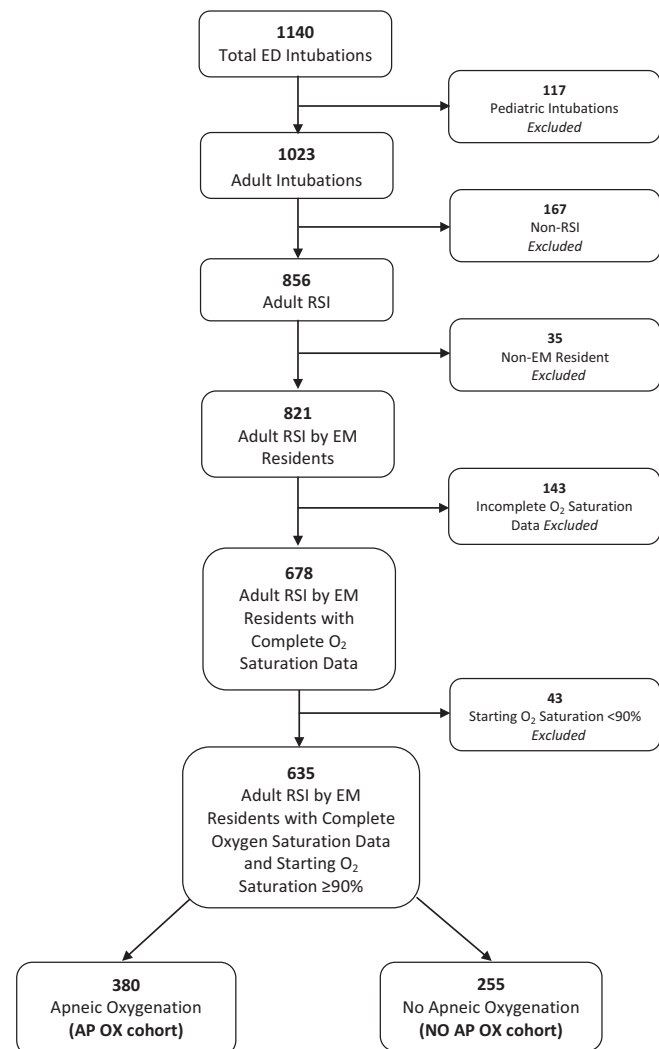 1140
Total ED Intubations
117
Pediatric Intubations
Excluded
1023
Adult Intubations
167
Non-RSI
Excluded
856
Adult RSI
35
Non-EM Resident
Excluded
821
Adult RSI by EM
Residents
143
Incomplete O₂ Saturation
Data Excluded
678
Adult RSI by EM
Residents with
Complete O₂
Saturation Data
43
Starting O₂ Saturation <90%
Excluded
635
Adult RSI by EM
Residents with Complete
Oxygen Saturation Data
and Starting O₂
Saturation ≥90%
380
Apneic Oxygenation
(AP OX cohort)
255
No Apneic Oxygenation
(NO AP OX cohort)